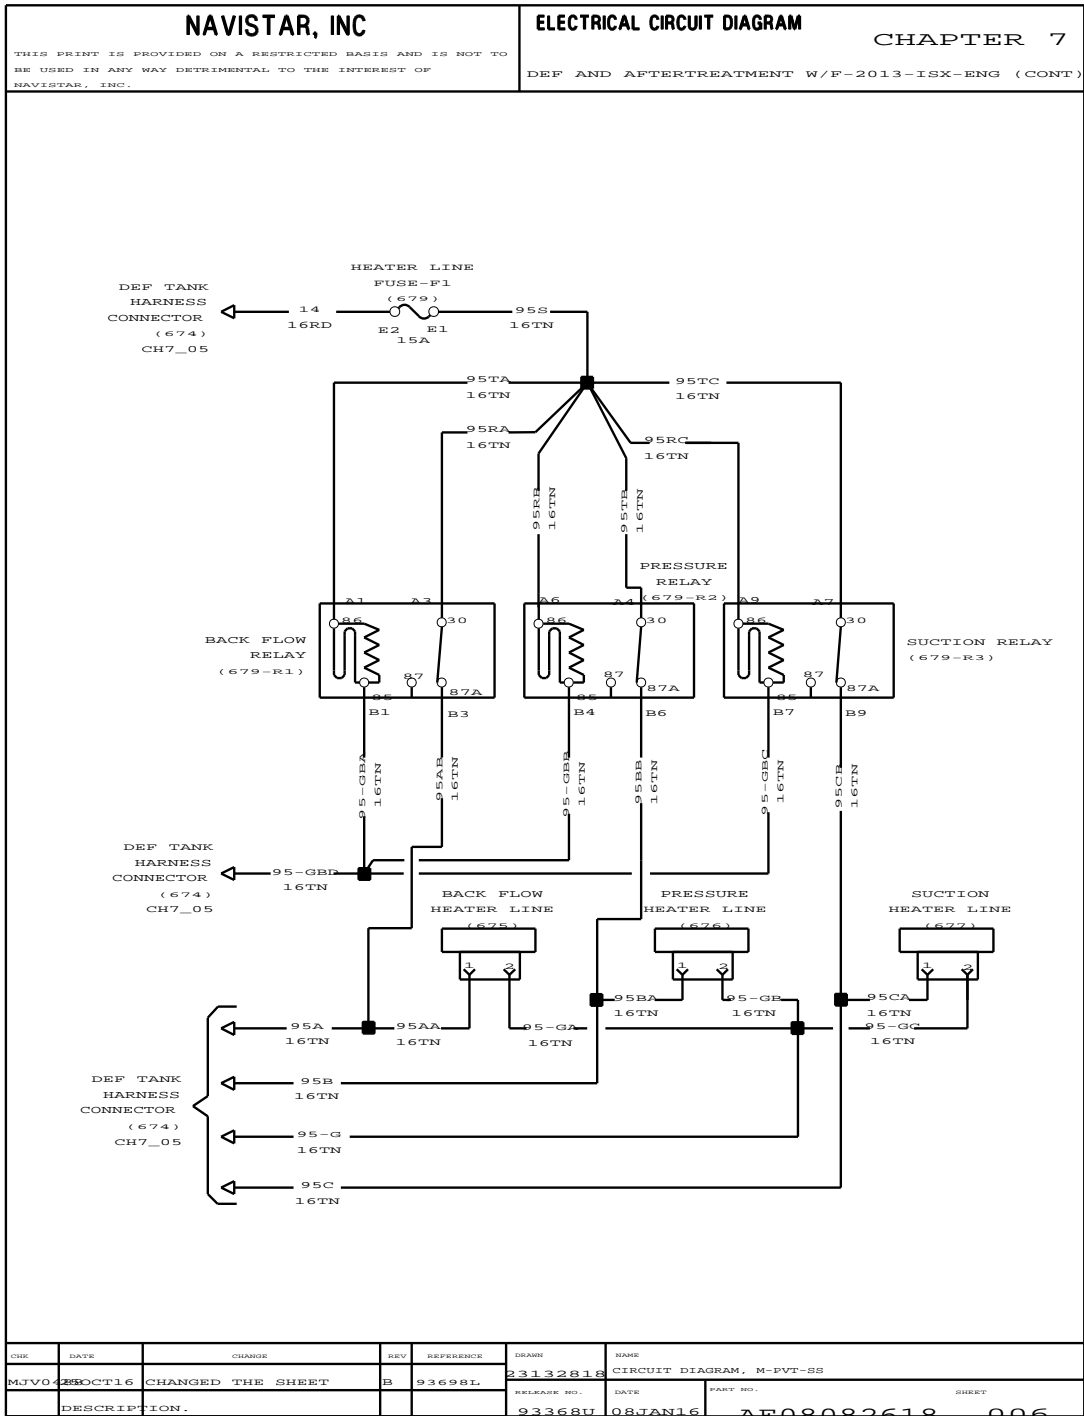 NAVISTAR, INC
THIS PRINT IS PROVIDED ON A RESTRICTED BASIS AND IS NOT TO
BE USED IN ANY WAY DETRIMENTAL TO THE INTEREST OF
NAVISTAR, INC.
ELECTRICAL CIRCUIT DIAGRAM
CHAPTER 7
DEF AND AFTERTREATMENT W/F-2013-ISX-ENG (CONT)
HEATER LINE
FUSE-F1
(679)
DEF TANK
HARNESS
CONNECTOR
(674)
CH7_05
14
16RD
E2
E1
15A
95S
16TN
95TA
16TN
95TC
16TN
95RA
16TN
95RC
16TN
95RB
16TN
95TB
16TN
PRESSURE
RELAY
(679-R2)
A1
A3
A6
A4
A9
A7
86
30
86
30
86
30
BACK FLOW
RELAY
(679-R1)
SUCTION RELAY
(679-R3)
87
87A
85
87
87A
85
87
87A
85
B1
B3
B4
B6
B7
B9
95-GBA
16TN
95AB
16TN
95-GBB
16TN
95BB
16TN
95-GBC
16TN
95CB
16TN
DEF TANK
HARNESS
CONNECTOR
(674)
CH7_05
95-GBD
16TN
BACK FLOW
HEATER LINE
(675)
PRESSURE
HEATER LINE
(676)
SUCTION
HEATER LINE
(677)
1
2
1
2
1
2
95BA
16TN
95-GB
16TN
95CA
16TN
95A
16TN
95AA
16TN
95-GA
16TN
95-GC
16TN
DEF TANK
HARNESS
CONNECTOR
(674)
CH7_05
95B
16TN
95-G
16TN
95C
16TN
CHK
DATE
CHANGE
REV
REFERENCE
DRAWN
NAME
23132818
CIRCUIT DIAGRAM, M-PVT-SS
CHANGED THE SHEET
B
93698L
RELEASE NO.
DATE
PART NO.
SHEET
DESCRIPTION.
93368U
08JAN16
AF08082618
006